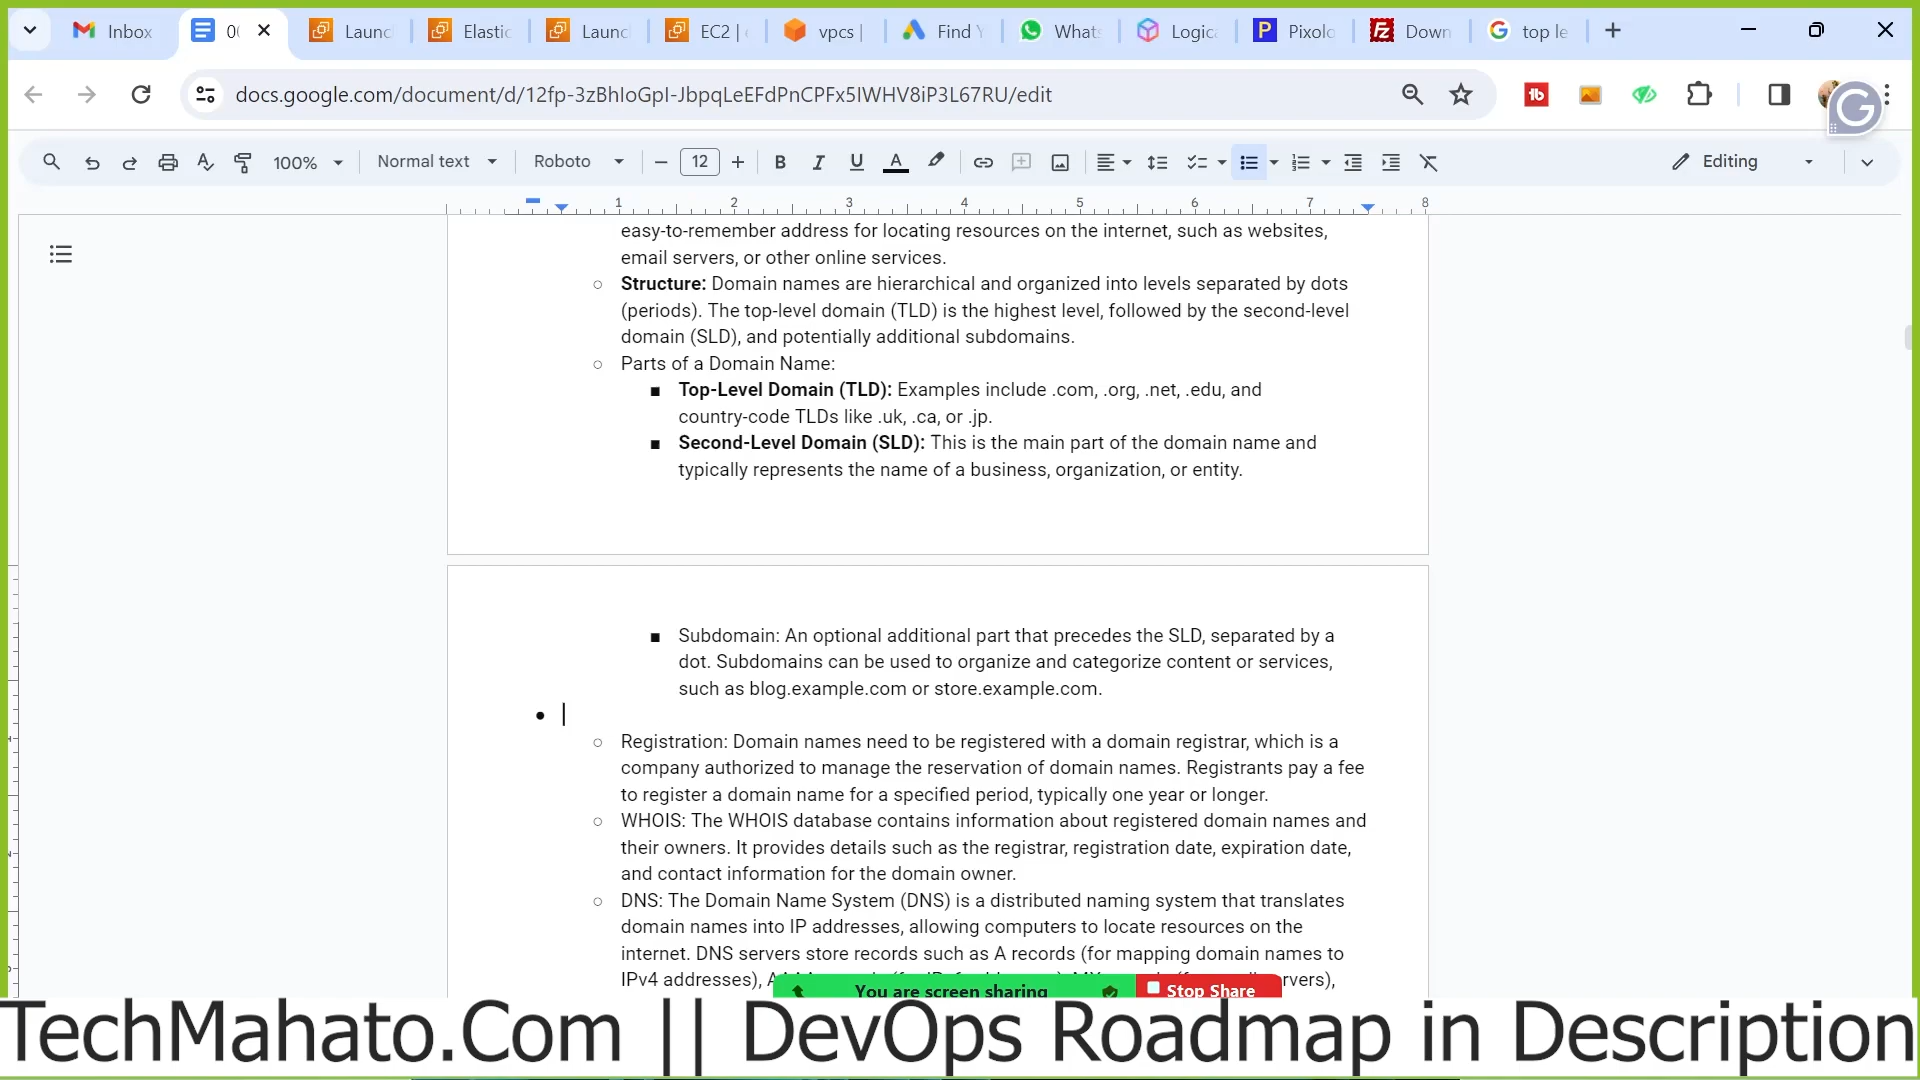 Inbox
0(
Launc
Elastic
Launc
EC2 |
vpcs |
Find Y
What
Logic
Pixolo
Down
top le
docs.google.com/document/d/12fp-3zBhIoGpI-JbpqLeEFdPnCPFx5IWHV8iP3L67RU/edit
100%
Normal text
Roboto
12
Editing
1 2 3 4 5 6 7 8
easy-to-remember address for locating resources on the internet, such as websites,
email servers, or other online services.
○ Structure: Domain names are hierarchical and organized into levels separated by dots
(periods). The top-level domain (TLD) is the highest level, followed by the second-level
domain (SLD), and potentially additional subdomains.
○ Parts of a Domain Name:
■ Top-Level Domain (TLD): Examples include .com, .org, .net, .edu, and
country-code TLDs like .uk, .ca, or .jp.
■ Second-Level Domain (SLD): This is the main part of the domain name and
typically represents the name of a business, organization, or entity.
■ Subdomain: An optional additional part that precedes the SLD, separated by a
dot. Subdomains can be used to organize and categorize content or services,
such as blog.example.com or store.example.com.
●
○ Registration: Domain names need to be registered with a domain registrar, which is a
company authorized to manage the reservation of domain names. Registrants pay a fee
to register a domain name for a specified period, typically one year or longer.
○ WHOIS: The WHOIS database contains information about registered domain names and
their owners. It provides details such as the registrar, registration date, expiration date,
and contact information for the domain owner.
○ DNS: The Domain Name System (DNS) is a distributed naming system that translates
domain names into IP addresses, allowing computers to locate resources on the
internet. DNS servers store records such as A records (for mapping domain names to
IPv4 addresses),
You are screen sharing
Stop Share
TechMahato.Com || DevOps Roadmap in Description